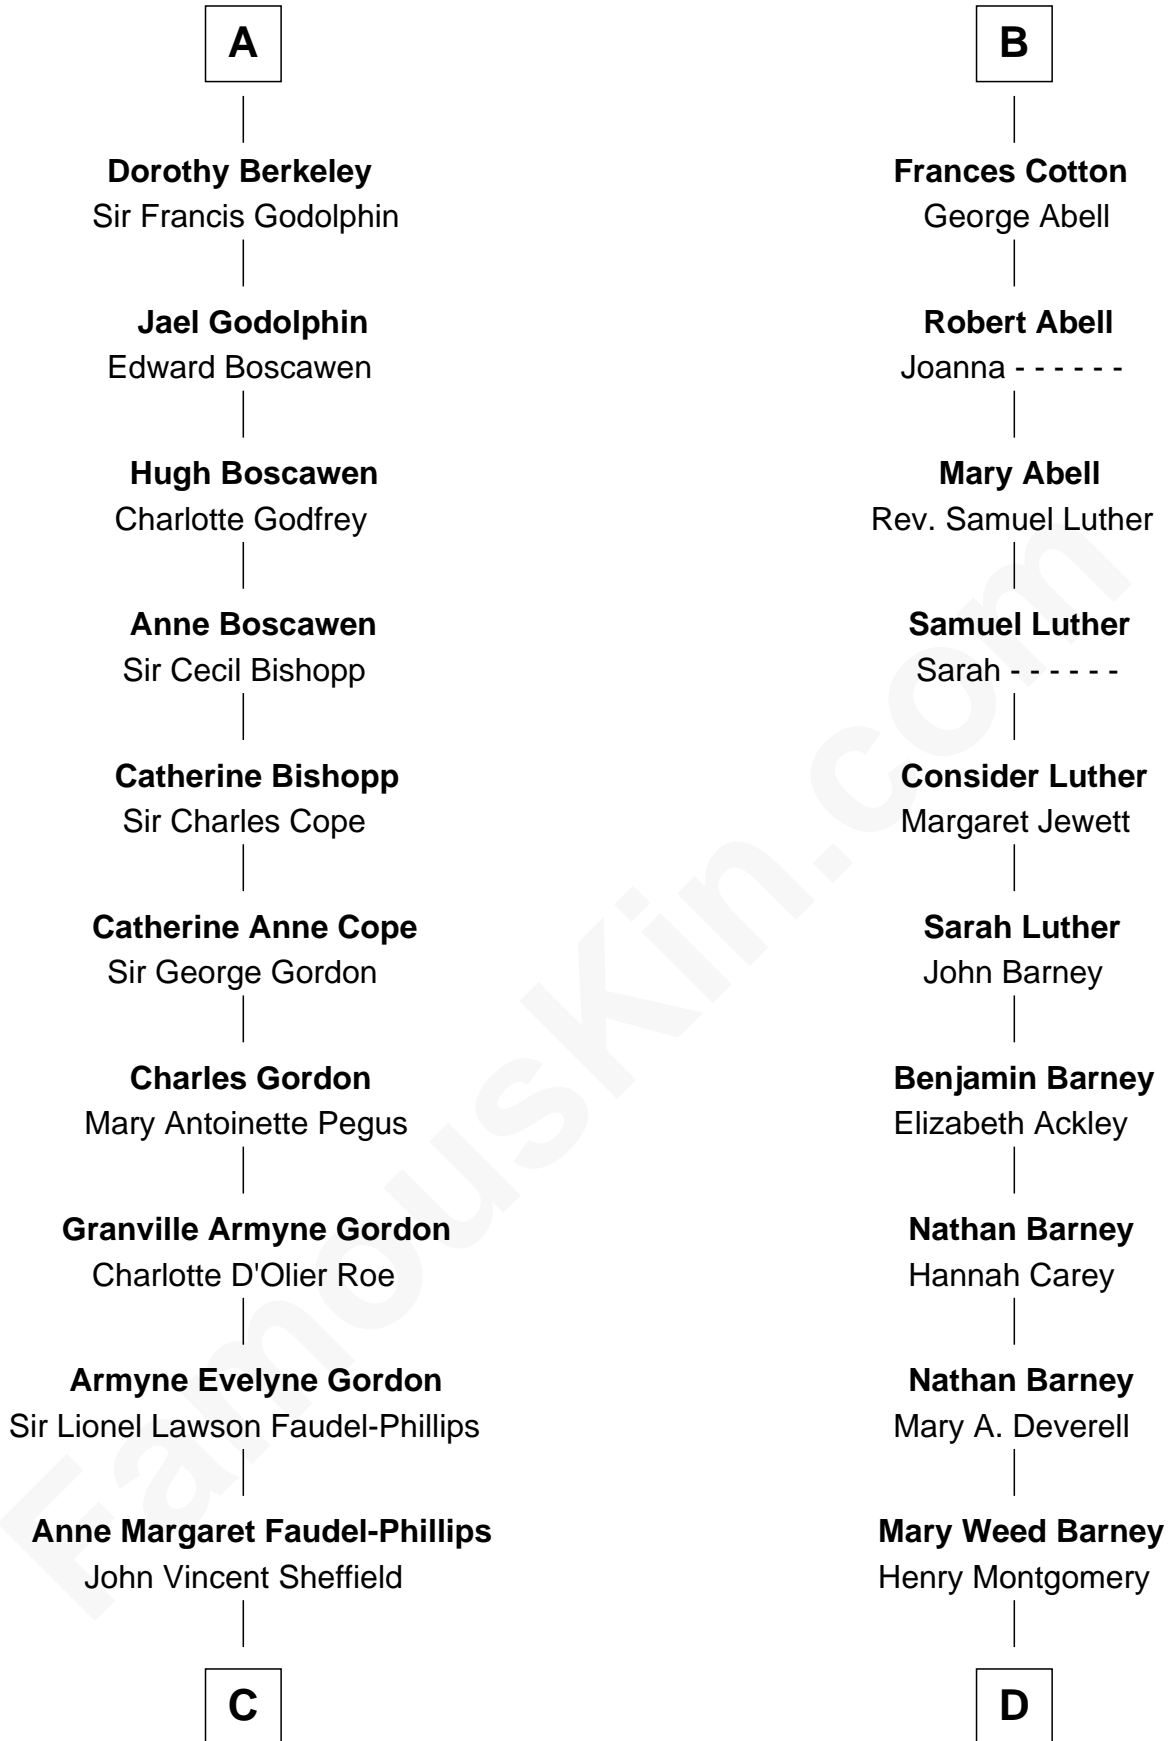 A
Dorothy Berkeley
Sir Francis Godolphin
Jael Godolphin
Edward Boscawen
Hugh Boscawen
Charlotte Godfrey
Anne Boscawen
Sir Cecil Bishopp
Catherine Bishopp
Sir Charles Cope
Catherine Anne Cope
Sir George Gordon
Charles Gordon
Mary Antoinette Pegus
Granville Armyne Gordon
Charlotte D'Olier Roe
Armyne Evelyne Gordon
Sir Lionel Lawson Faudel-Phillips
Anne Margaret Faudel-Phillips
John Vincent Sheffield
C
B
Frances Cotton
George Abell
Robert Abell
Joanna - - - - - -
Mary Abell
Rev. Samuel Luther
Samuel Luther
Sarah - - - - - -
Consider Luther
Margaret Jewett
Sarah Luther
John Barney
Benjamin Barney
Elizabeth Ackley
Nathan Barney
Hannah Carey
Nathan Barney
Mary A. Deverell
Mary Weed Barney
Henry Montgomery
D
FamousKin.com